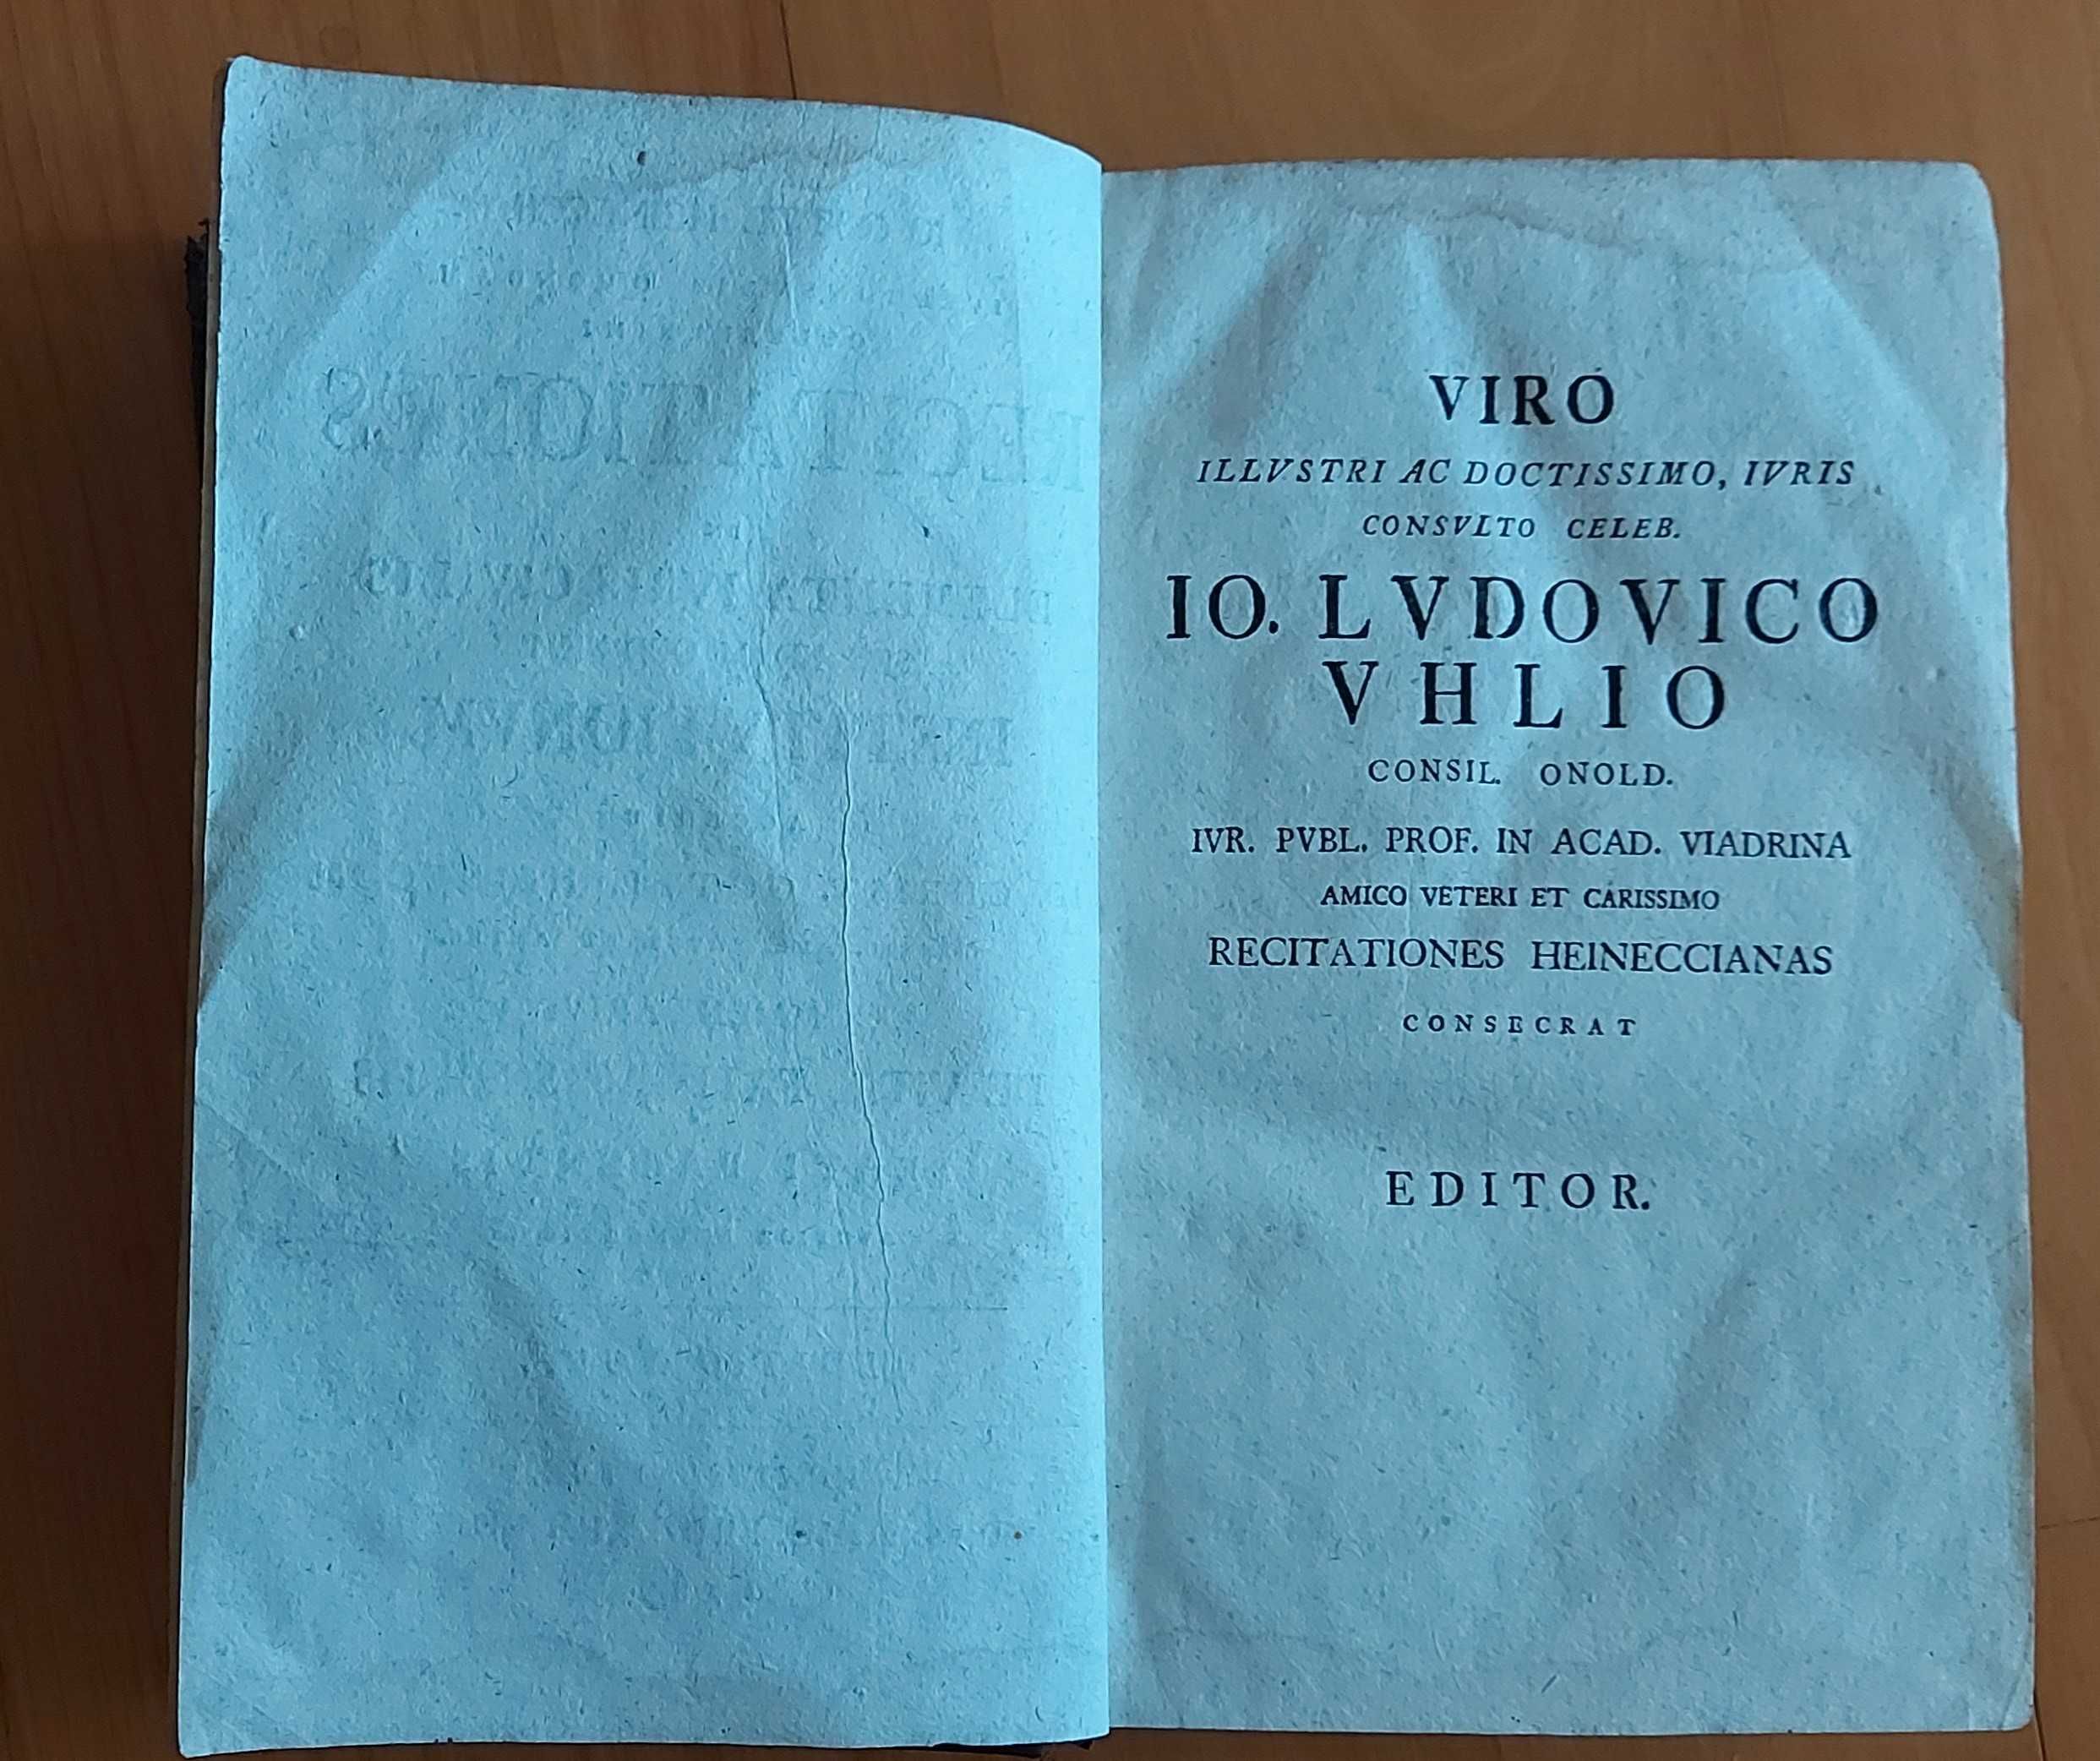 VIRO
ILLVSTRI AC DOCTISSIMO, IVRIS
CONSVLTO CELEB.
IO. LVDOVICO
VHLIO
CONSIL. ONOLD.
IVR. PVBL. PROF. IN ACAD. VIADRINA
AMICO VETERI ET CARISSIMO
RECITATIONES HEINECCIANAS
CONSECRAT
EDITOR.